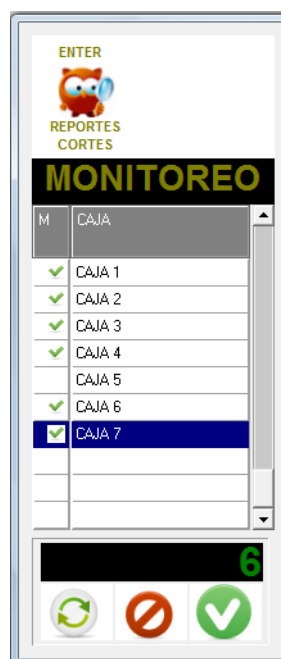 ENTER
REPORTES
CORTES
MONITOREO
M CAJA
CAJA 1
CAJA 2
CAJA 3
CAJA 4
CAJA 5
CAJA 6
CAJA 7
6